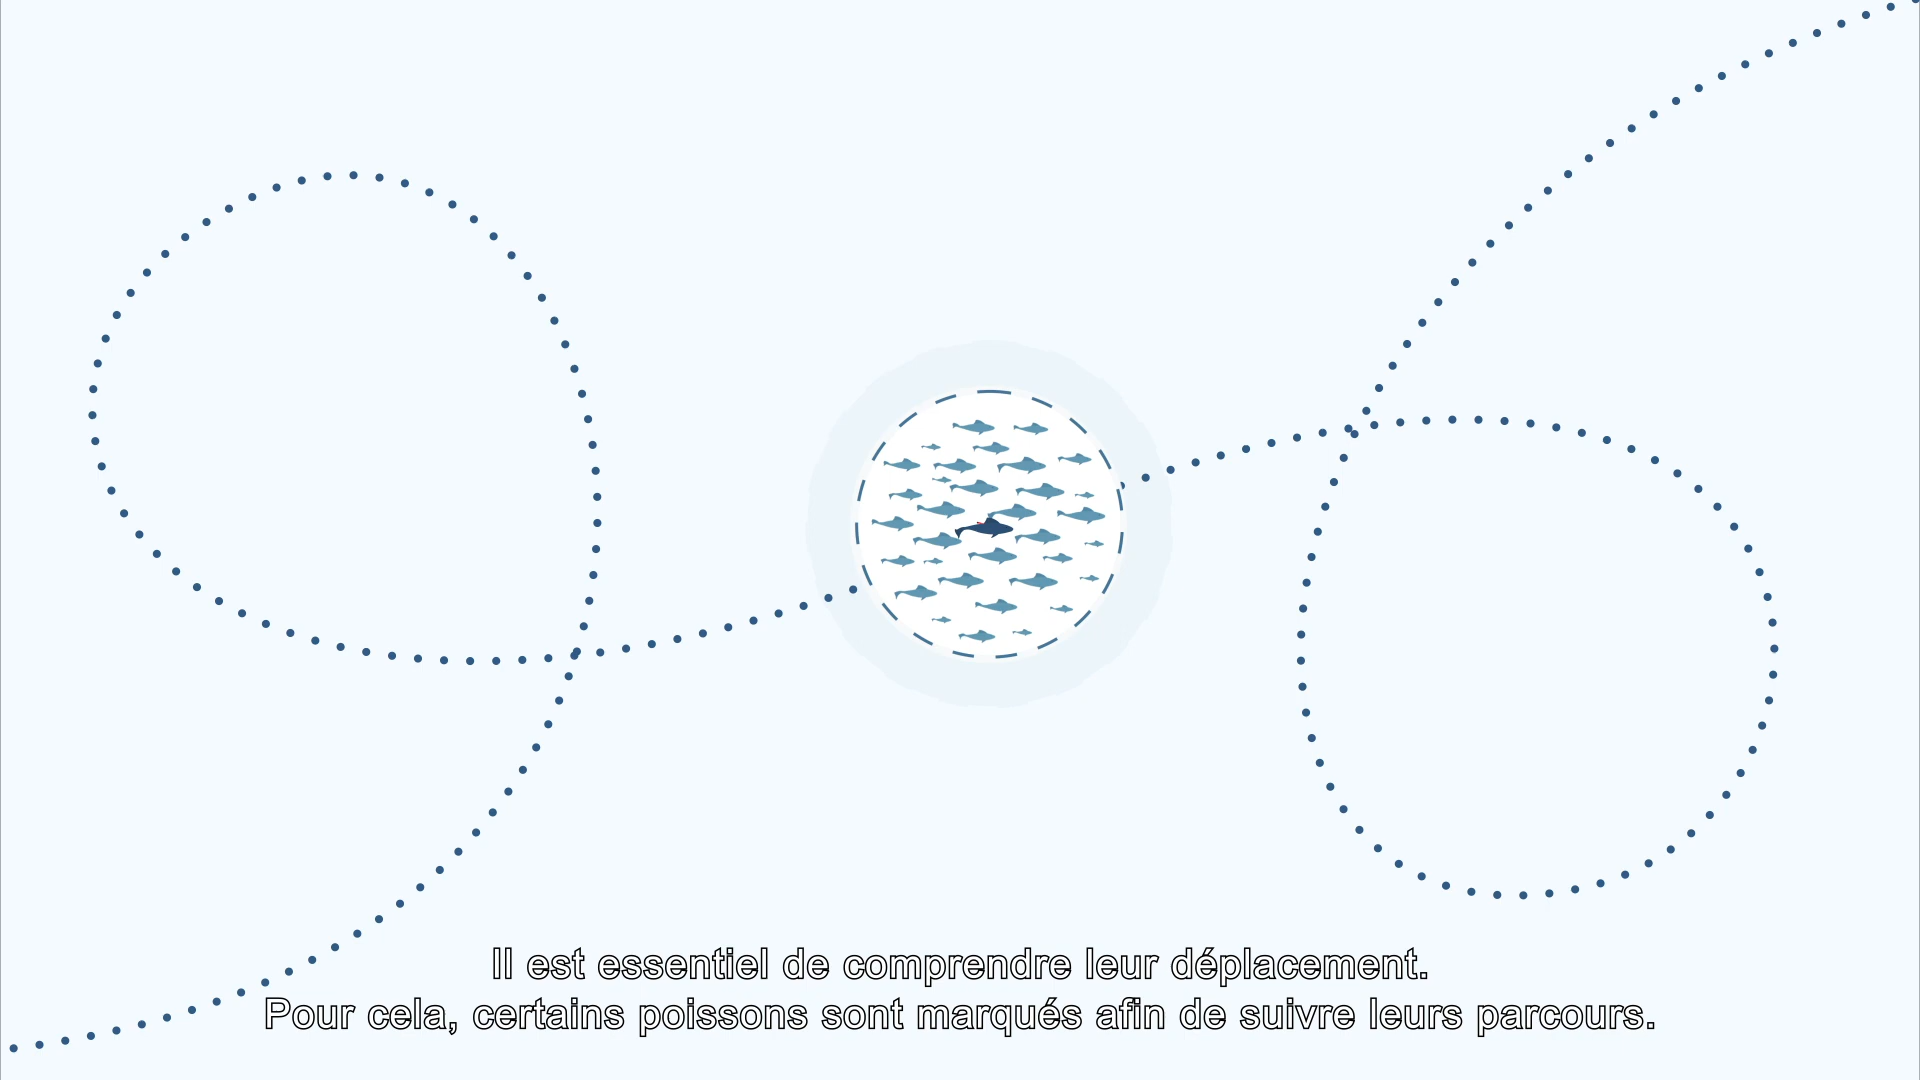 Il est essentiel de comprendre leur déplacement.
Pour cela, certains poissons sont marqués afin de suivre leurs parcours.